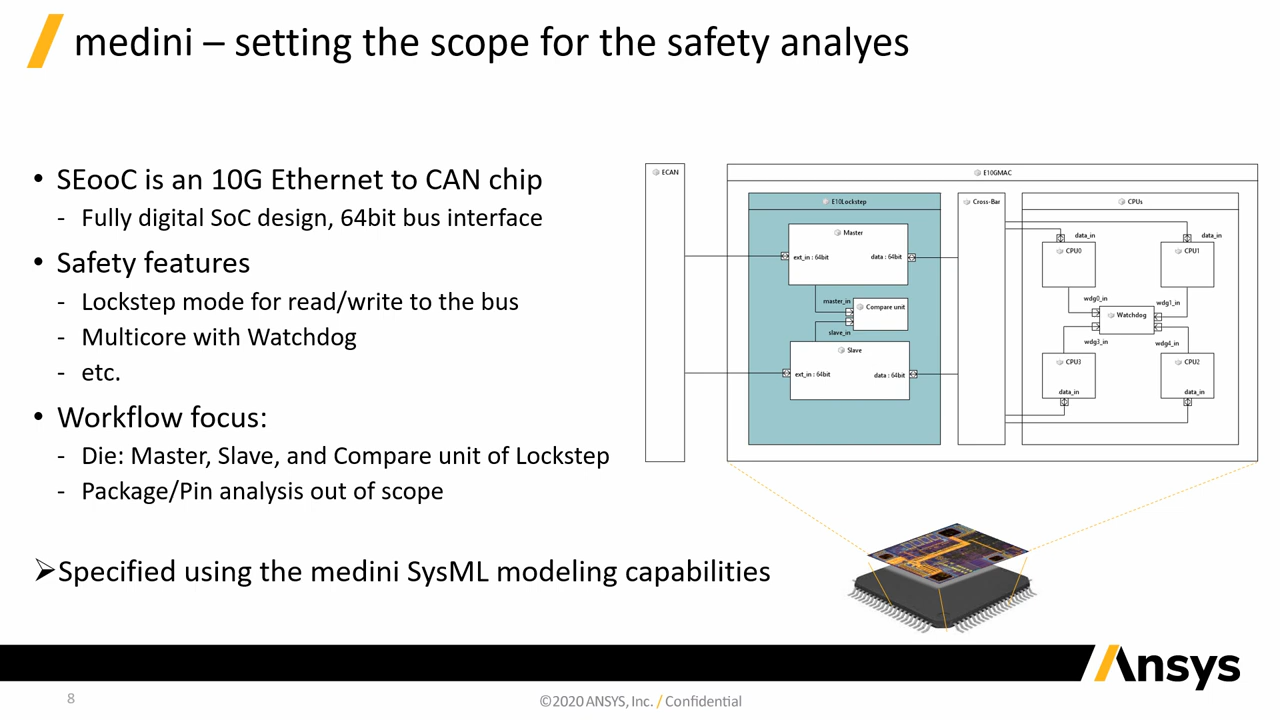 medini – setting the scope for the safety analyes
• SEooC is an 10G Ethernet to CAN chip
- Fully digital SoC design, 64bit bus interface
• Safety features
- Lockstep mode for read/write to the bus
- Multicore with Watchdog
- etc.
• Workflow focus:
- Die: Master, Slave, and Compare unit of Lockstep
- Package/Pin analysis out of scope
➢Specified using the medini SysML modeling capabilities
ECAN
E10GMAC
E10Lockstep
Master
ext_in : 64bit
data : 64bit
master_in
Compare unit
slave_in
Slave
ext_in : 64bit
data : 64bit
Cross-Bar
CPUs
data_in
data_in
CPU0
CPU1
wdg0_in
wdg1_in
Watchdog
wdg3_in
wdg4_in
CPU3
CPU2
data_in
data_in
Ansys
8
©2020 ANSYS, Inc. / Confidential